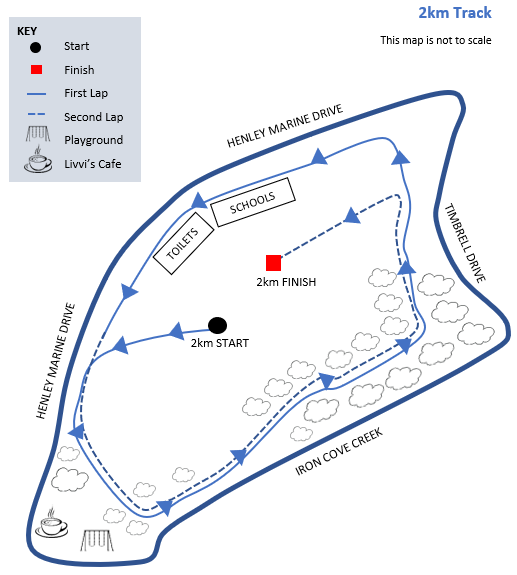 2km Track
This map is not to scale
KEY
Start
Finish
First Lap
Second Lap
Playground
Livvi's Cafe
HENLEY MARINE DRIVE
SCHOOLS
TOILETS
TIMBRELL DRIVE
2km FINISH
2km START
HENLEY MARINE DRIVE
IRON COVE CREEK